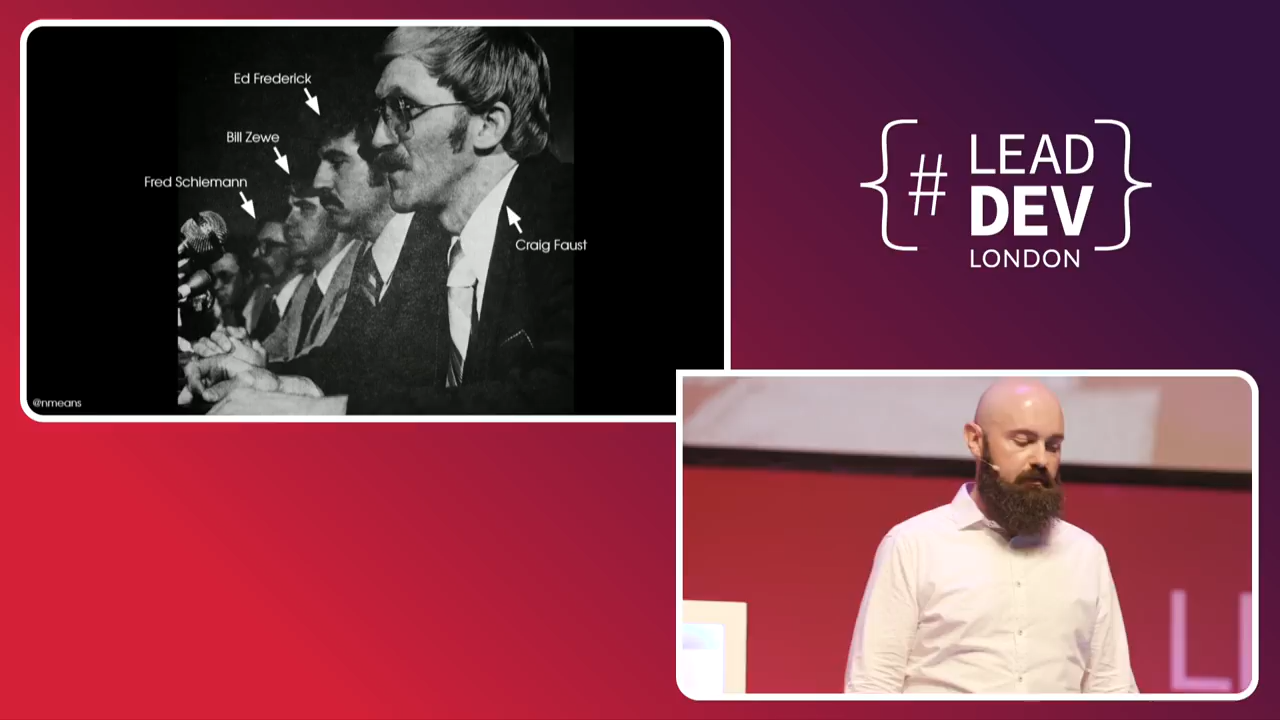 Ed Frederick
Bill Zewe
Fred Schiemann
Craig Faust
@nmeans
{# LEAD
DEV}
LONDON